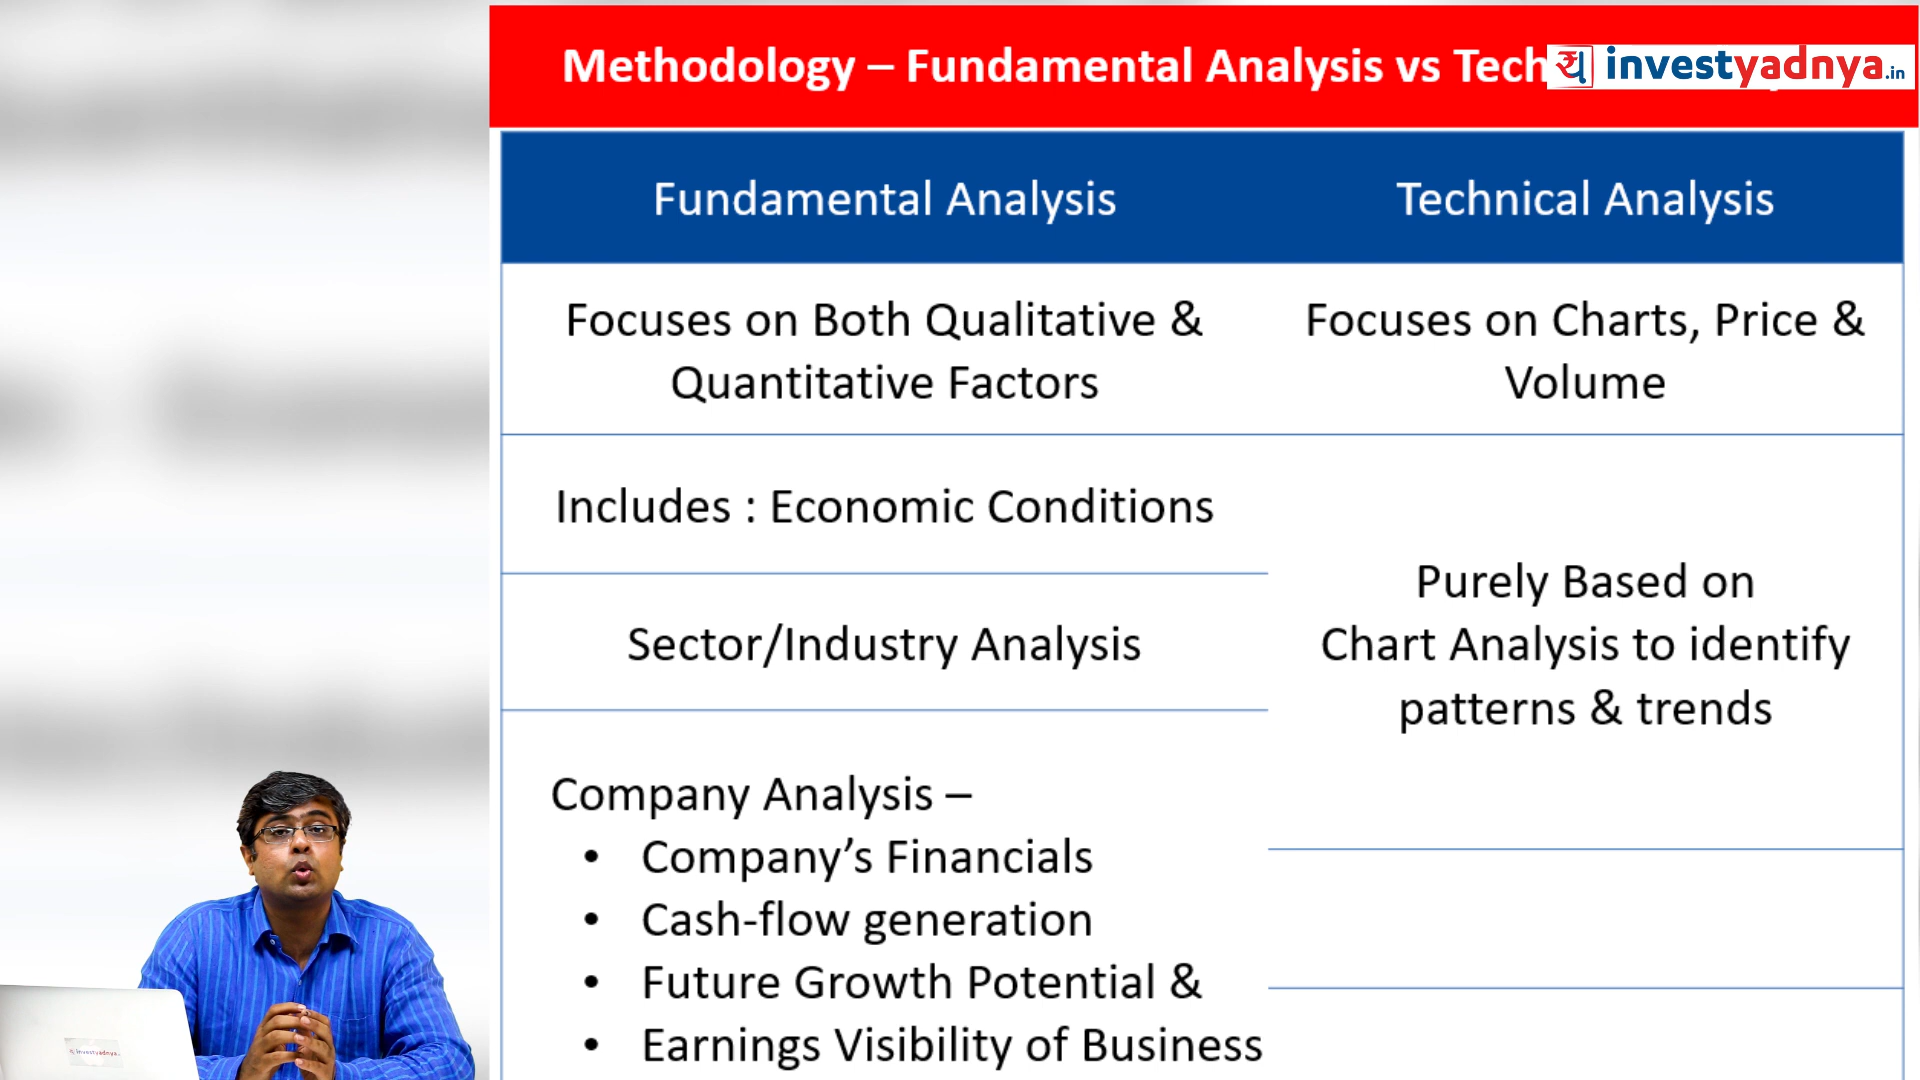 Methodology – Fundamental Analysis vs Tech
य investyadnya.in
Fundamental Analysis
Technical Analysis
Focuses on Both Qualitative &
Quantitative Factors
Focuses on Charts, Price &
Volume
Includes : Economic Conditions
Sector/Industry Analysis
Purely Based on
Chart Analysis to identify
patterns & trends
Company Analysis –
• Company’s Financials
• Cash-flow generation
• Future Growth Potential &
• Earnings Visibility of Business
investyadnya.in